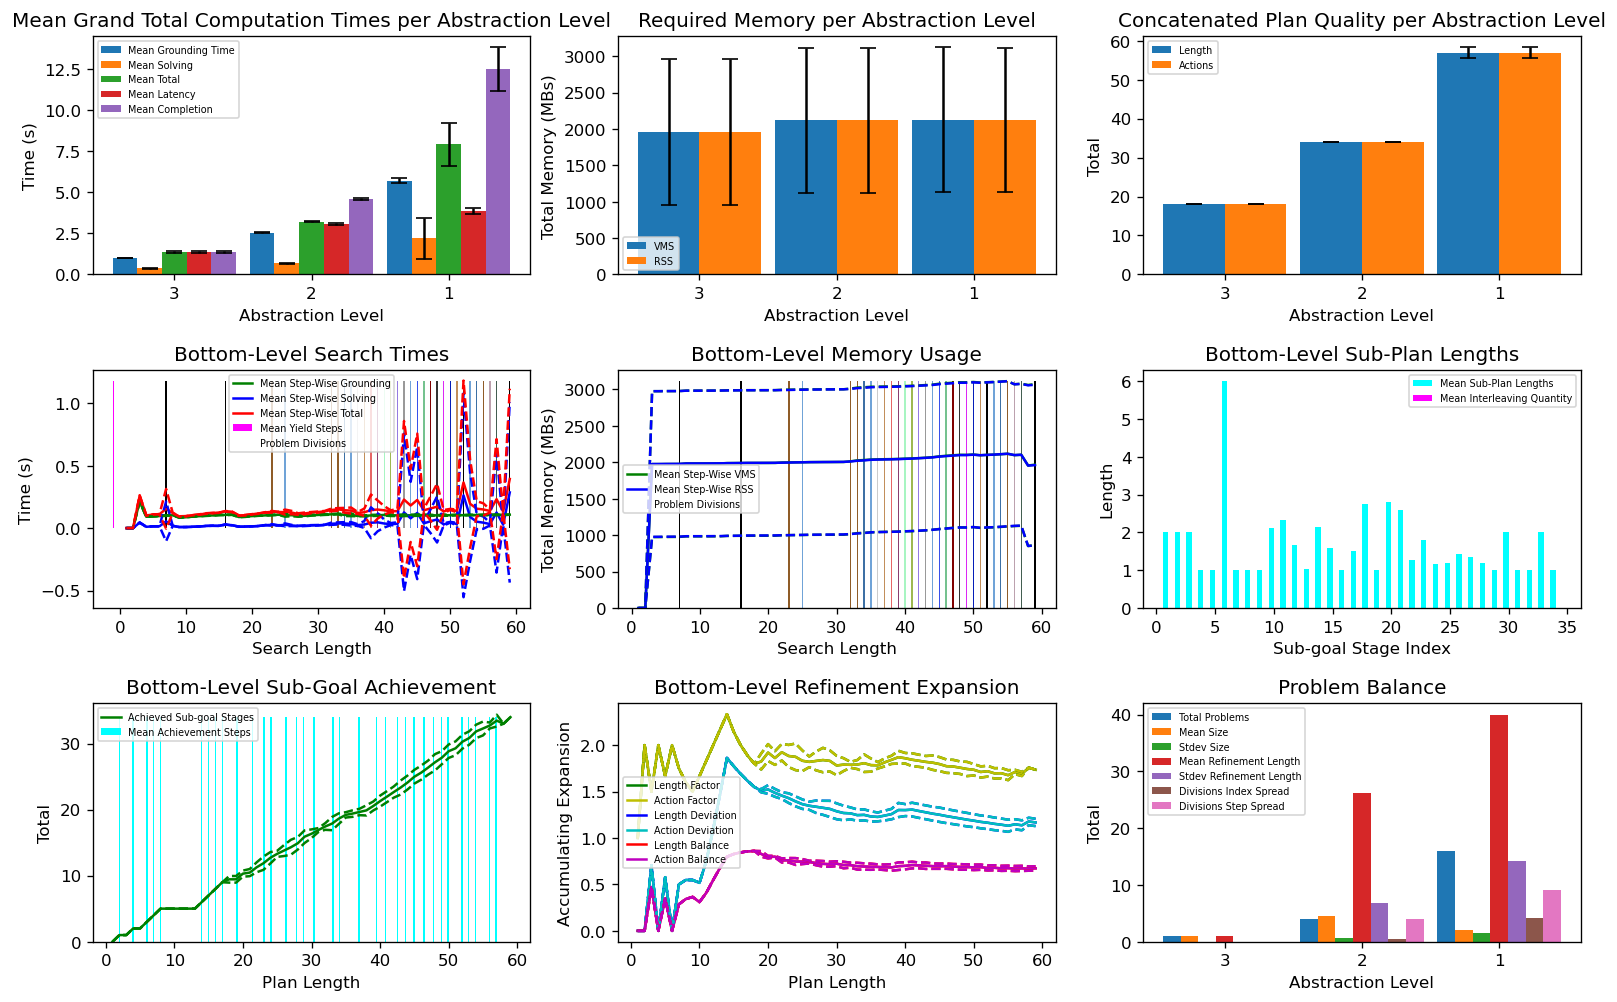 Mean Grand Total Computation Times per Abstraction Level
Time (s)
12.5
10.0
7.5
5.0
2.5
0.0
Mean Grounding Time
Mean Solving
Mean Total
Mean Latency
Mean Completion
3 2 1
Abstraction Level
Required Memory per Abstraction Level
Total Memory (MBs)
3000
2500
2000
1500
1000
500
0
VMS
RSS
3 2 1
Abstraction Level
Concatenated Plan Quality per Abstraction Level
Total
60
50
40
30
20
10
0
Length
Actions
3 2 1
Abstraction Level
Bottom-Level Search Times
Time (s)
1.0
0.5
0.0
−0.5
Mean Step-Wise Grounding
Mean Step-Wise Solving
Mean Step-Wise Total
Mean Yield Steps
Problem Divisions
0 10 20 30 40 50 60
Search Length
Bottom-Level Memory Usage
Total Memory (MBs)
3000
2500
2000
1500
1000
500
0
Mean Step-Wise VMS
Mean Step-Wise RSS
Problem Divisions
0 10 20 30 40 50 60
Search Length
Bottom-Level Sub-Plan Lengths
Length
6
5
4
3
2
1
0
Mean Sub-Plan Lengths
Mean Interleaving Quantity
0 5 10 15 20 25 30 35
Sub-goal Stage Index
Bottom-Level Sub-Goal Achievement
Total
30
20
10
0
Achieved Sub-goal Stages
Mean Achievement Steps
0 10 20 30 40 50 60
Plan Length
Bottom-Level Refinement Expansion
Accumulating Expansion
2.0
1.5
1.0
0.5
0.0
Length Factor
Action Factor
Length Deviation
Action Deviation
Length Balance
Action Balance
0 10 20 30 40 50 60
Plan Length
Problem Balance
Total
40
30
20
10
0
Total Problems
Mean Size
Stdev Size
Mean Refinement Length
Stdev Refinement Length
Divisions Index Spread
Divisions Step Spread
3 2 1
Abstraction Level